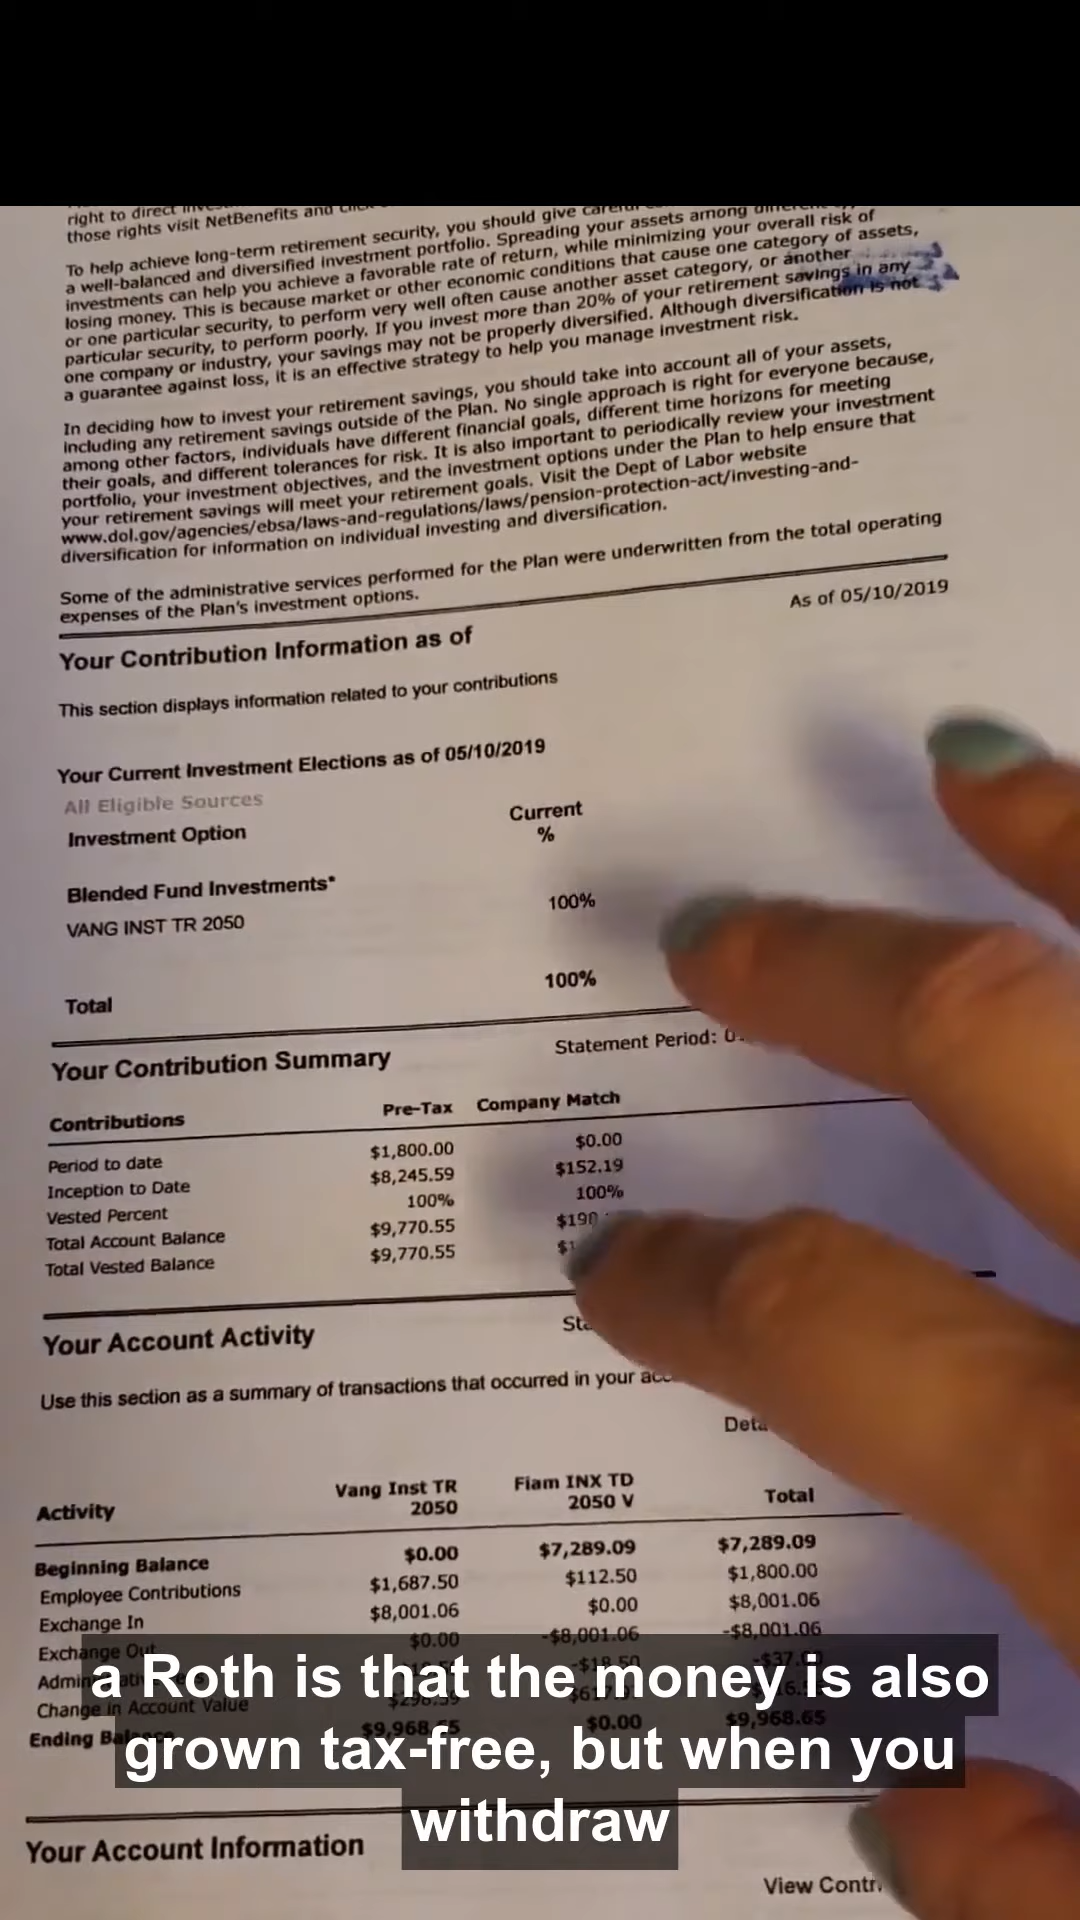 right to direct
those rights visit NetBenefits and
To help achieve long-term retirement security, you should give
a well-balanced and diversified investment portfolio. Spreading your assets among
investments can help you achieve a favorable rate of return, while minimizing your overall risk of
losing money. This is because market or other economic conditions that cause one category of assets,
or one particular security, to perform very well often cause another asset category, or another
particular security, to perform poorly. If you invest more than 20% of your retirement savings in any
one company or industry, your savings may not be properly diversified. Although diversification is not
a guarantee against loss, it is an effective strategy to help you manage investment risk.
In deciding how to invest your retirement savings, you should take into account all of your assets,
including any retirement savings outside of the Plan. No single approach is right for everyone because,
among other factors, individuals have different financial goals, different time horizons for meeting
their goals, and different tolerances for risk. It is also important to periodically review your investment
portfolio, your investment objectives, and the investment options under the Plan to help ensure that
your retirement savings will meet your retirement goals. Visit the Dept of Labor website
www.dol.gov/agencies/ebsa/laws-and-regulations/laws/pension-protection-act/investing-and-
diversification for information on individual investing and diversification.
Some of the administrative services performed for the Plan were underwritten from the total operating
expenses of the Plan's investment options.
Your Contribution Information as of
As of 05/10/2019
This section displays information related to your contributions
Your Current Investment Elections as of 05/10/2019
All Eligible Sources
Investment Option Current %
Blended Fund Investments*
VANG INST TR 2050 100%
Total 100%
Your Contribution Summary Statement Period:
Contributions Pre-Tax Company Match
Period to date $1,800.00 $0.00
Inception to Date $8,245.59 $152.19
Vested Percent 100% 100%
Total Account Balance $9,770.55
Total Vested Balance $9,770.55
Your Account Activity
Use this section as a summary of transactions that occurred in your
Activity Vang Inst TR 2050 Fiam INX TD 2050 V Total
Beginning Balance $0.00 $7,289.09 $7,289.09
Employee Contributions $1,687.50 $112.50 $1,800.00
Exchange In $8,001.06 $0.00 $8,001.06
Exchange Out $0.00 -$8,001.06 -$8,001.06
-$18.50
Change in Account Value
Ending $9,968.65 $0.00 $9,968.65
a Roth is that the money is also
grown tax-free, but when you
withdraw
Your Account Information
View